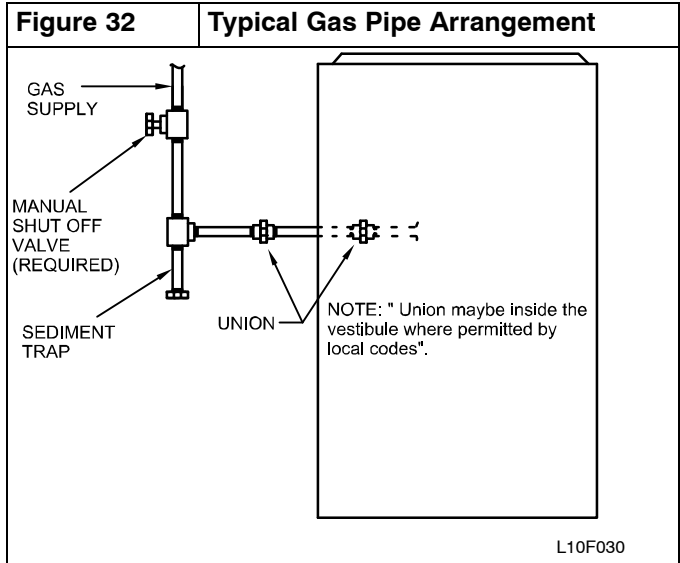 Figure 32
Typical Gas Pipe Arrangement
GAS
SUPPLY
MANUAL
SHUT OFF
VALVE
(REQUIRED)
SEDIMENT
TRAP
UNION
NOTE: " Union maybe inside the
vestibule where permitted by
local codes".
L10F030